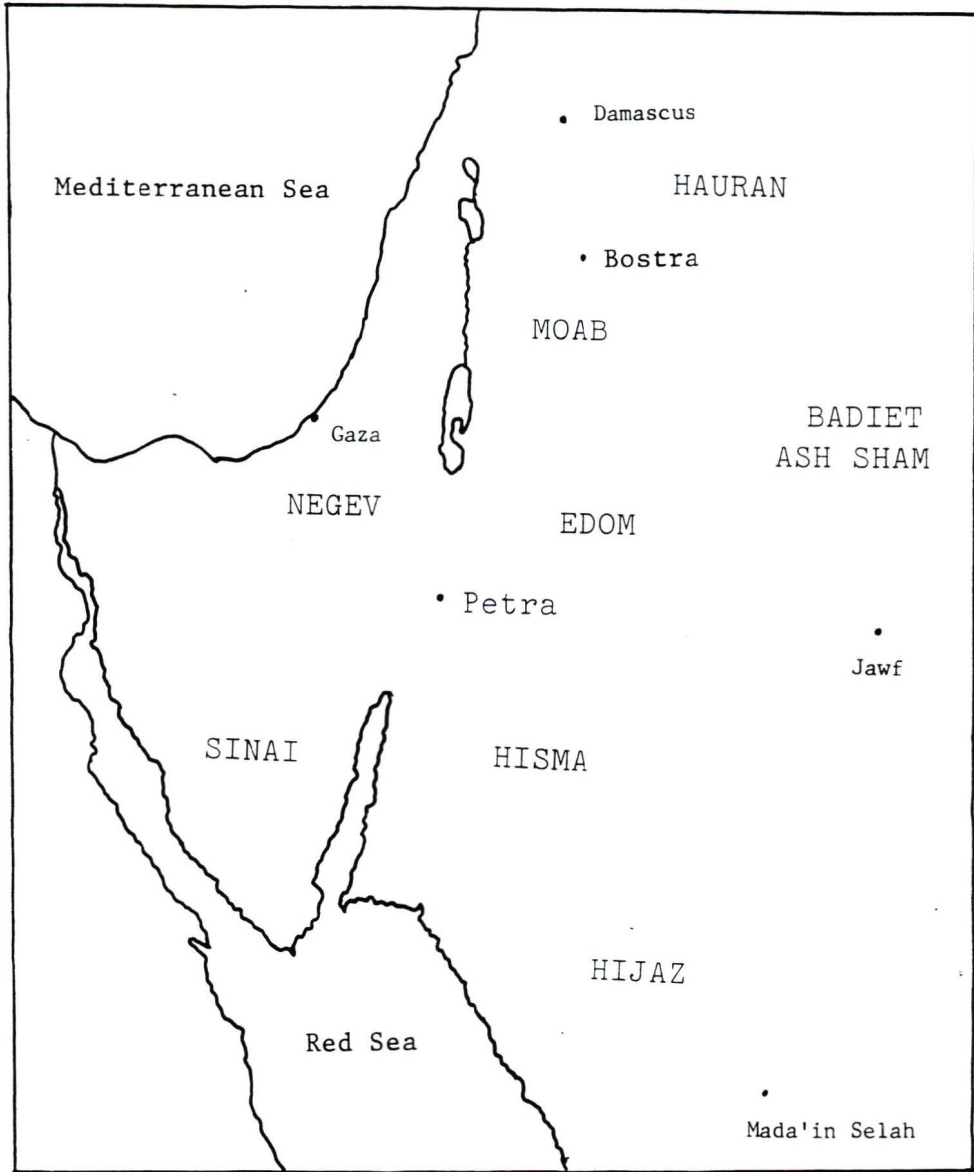 Damascus
Mediterranean Sea
HAURAN
Bostra
MOAB
BADIET
ASH SHAM
Gaza
NEGEV
EDOM
Petra
Jawf
SINAI
HISMA
HIJAZ
Red Sea
Mada'in Selah